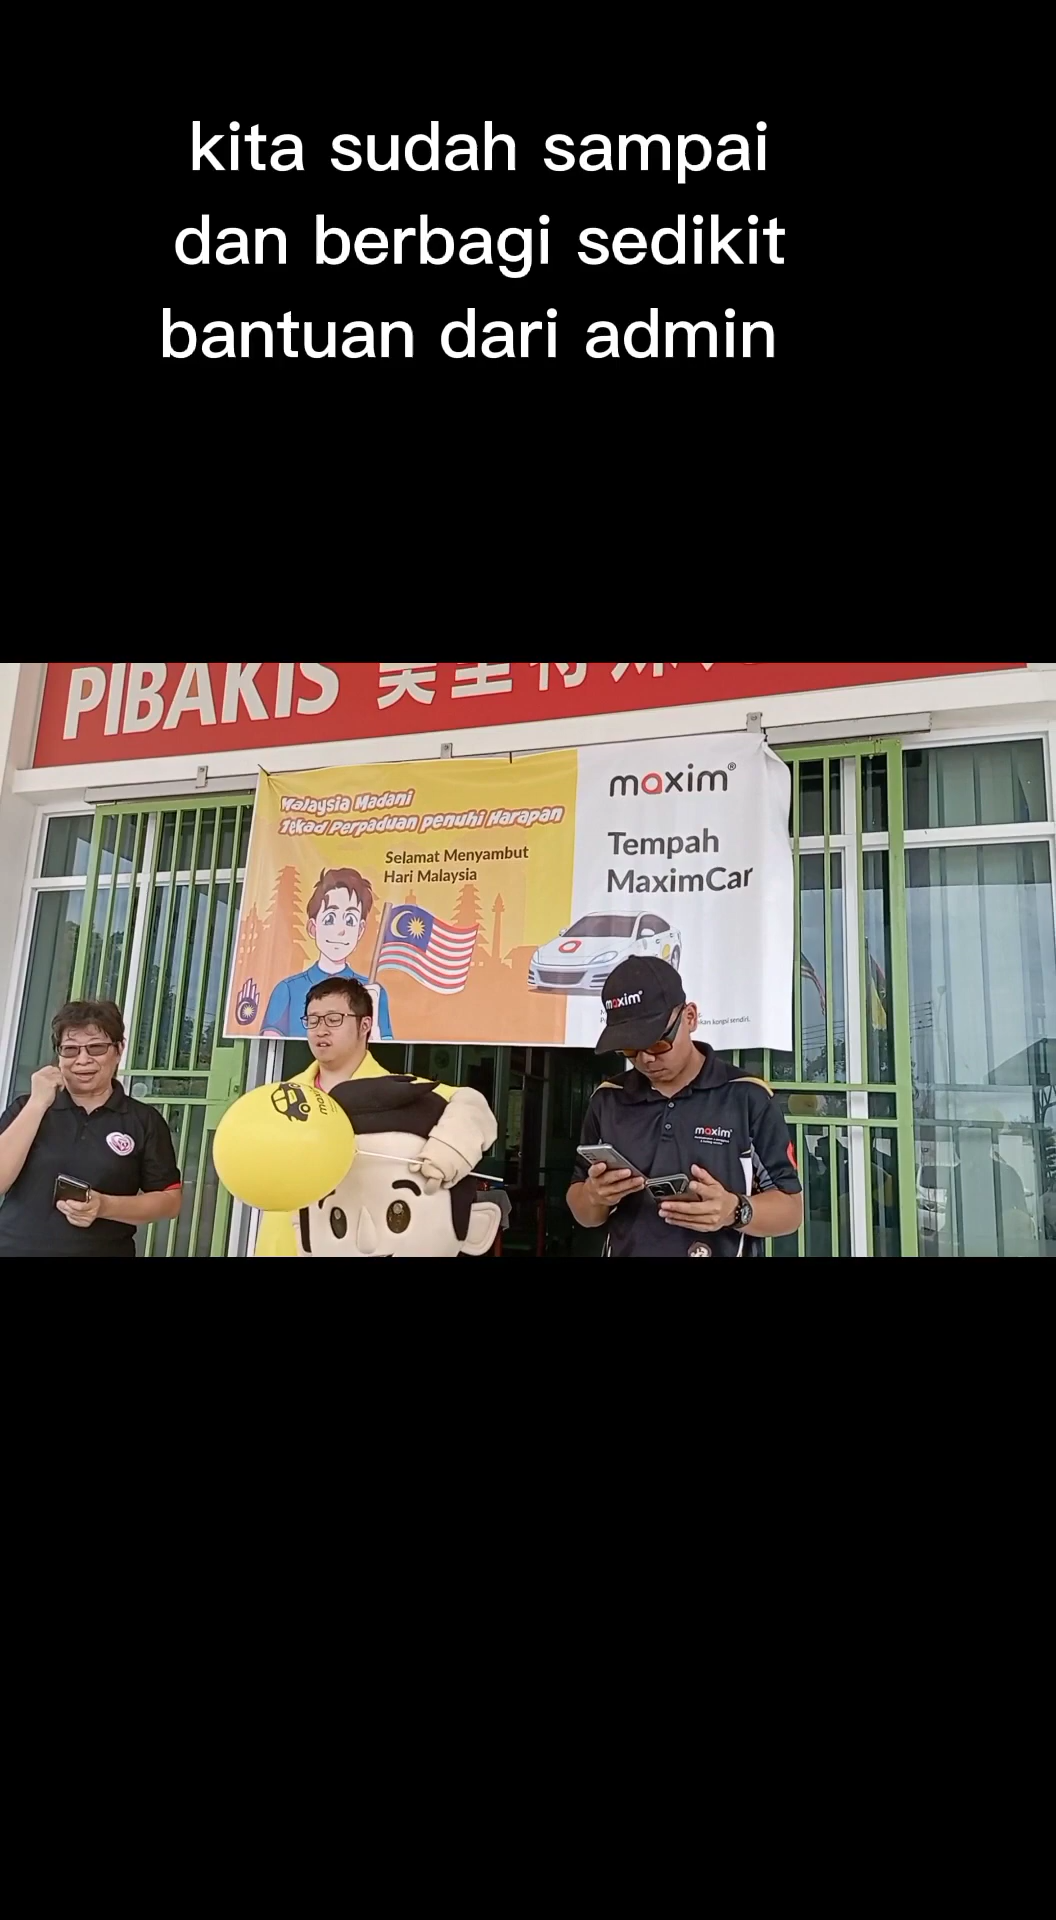 kita sudah sampai
dan berbagi sedikit
bantuan dari admin
PIBAKIS
maxim®
Malaysia Madani
Tekad Perpaduan penuhi Harapan
Tempah
MaximCar
Selamat Menyambut
Hari Malaysia
maxim®
maxim
maxim